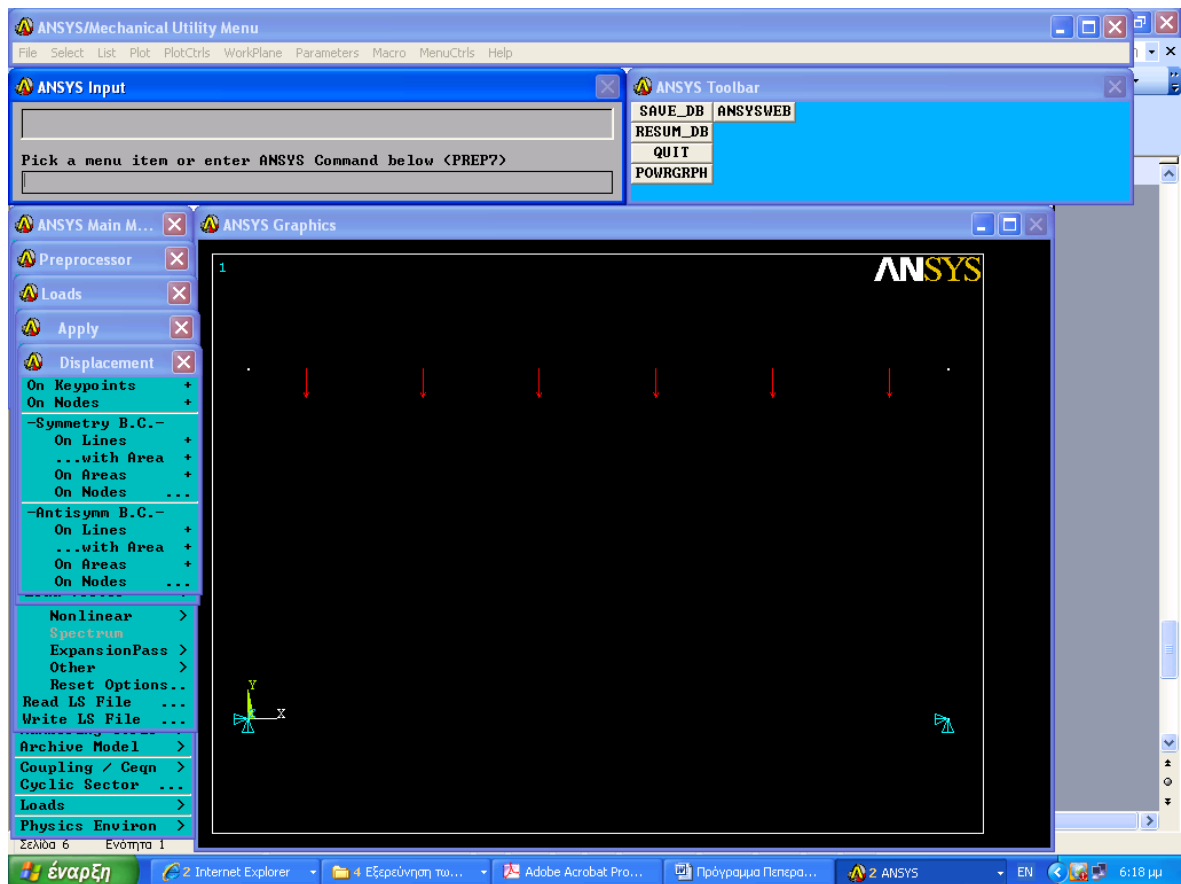 ANSYS/Mechanical Utility Menu
File Select List Plot PlotCtrls WorkPlane Parameters Macro MenuCtrls Help
ANSYS Input
Pick a menu item or enter ANSYS Command below (PREP7)
ANSYS Toolbar
SAVE_DB ANSYSWEB
RESUM_DB
QUIT
POWRGRPH
ANSYS Main M...
Preprocessor
Loads
Apply
Displacement
On Keypoints +
On Nodes +
-Symmetry B.C.-
On Lines +
...with Area +
On Areas +
On Nodes ...
-Antisymm B.C.-
On Lines +
...with Area +
On Areas +
On Nodes ...
Nonlinear >
Spectrum
ExpansionPass >
Other >
Reset Options..
Read LS File ...
Write LS File ...
Archive Model >
Coupling / Ceqn >
Cyclic Sector ...
Loads >
Physics Environ >
ANSYS Graphics
1
ANSYS
Y
X
Σελίδα 6 Ενότητα 1
έναρξη
2 Internet Explorer
4 Εξερεύνηση τω...
Adobe Acrobat Pro...
Πρόγραμμα Πεπερα...
2 ANSYS
EN
6:18 μμ